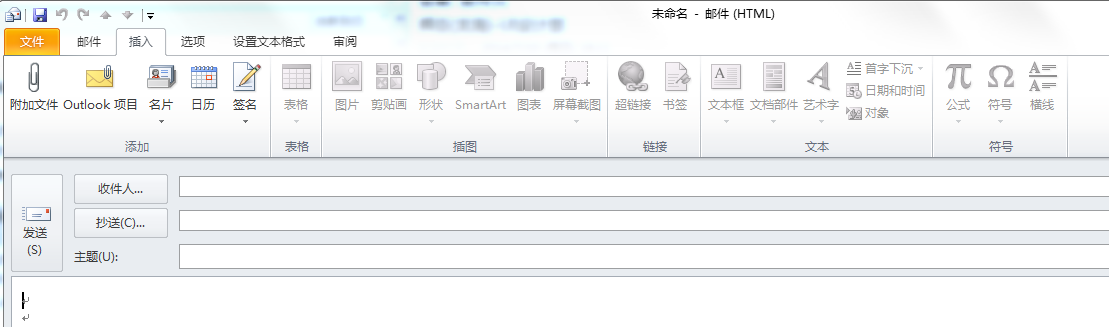 未命名 - 邮件 (HTML)
文件 邮件 插入 选项 设置文本格式 审阅
附加文件 Outlook 项目 名片 日历 签名 表格 图片 剪贴画 形状 SmartArt 图表 屏幕截图 超链接 书签 文本框 文档部件 艺术字 首字下沉 公式 符号 横线
日期和时间
对象
添加 表格 插图 链接 文本 符号
收件人...
抄送(C)...
发送
(S)
主题(U):